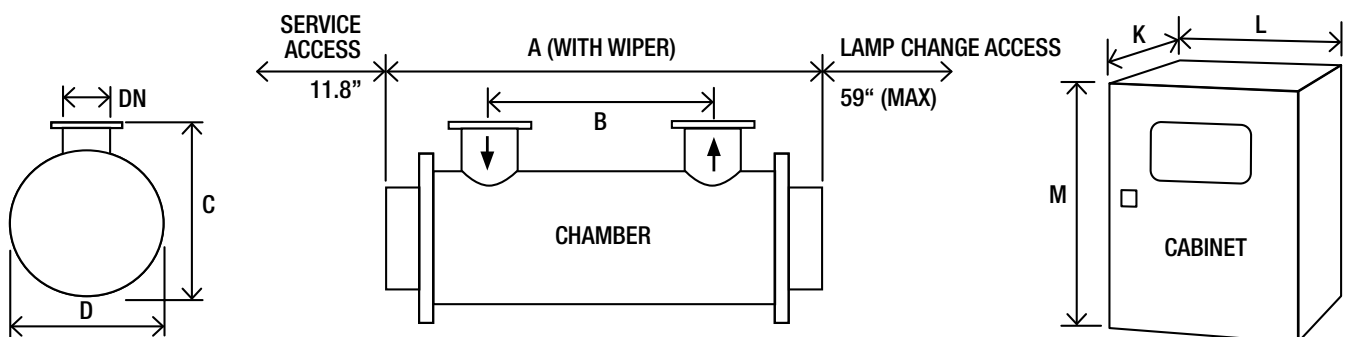 DN
C
D
SERVICE
ACCESS
11.8”
A (WITH WIPER)
LAMP CHANGE ACCESS
59“ (MAX)
B
CHAMBER
K
L
M
CABINET